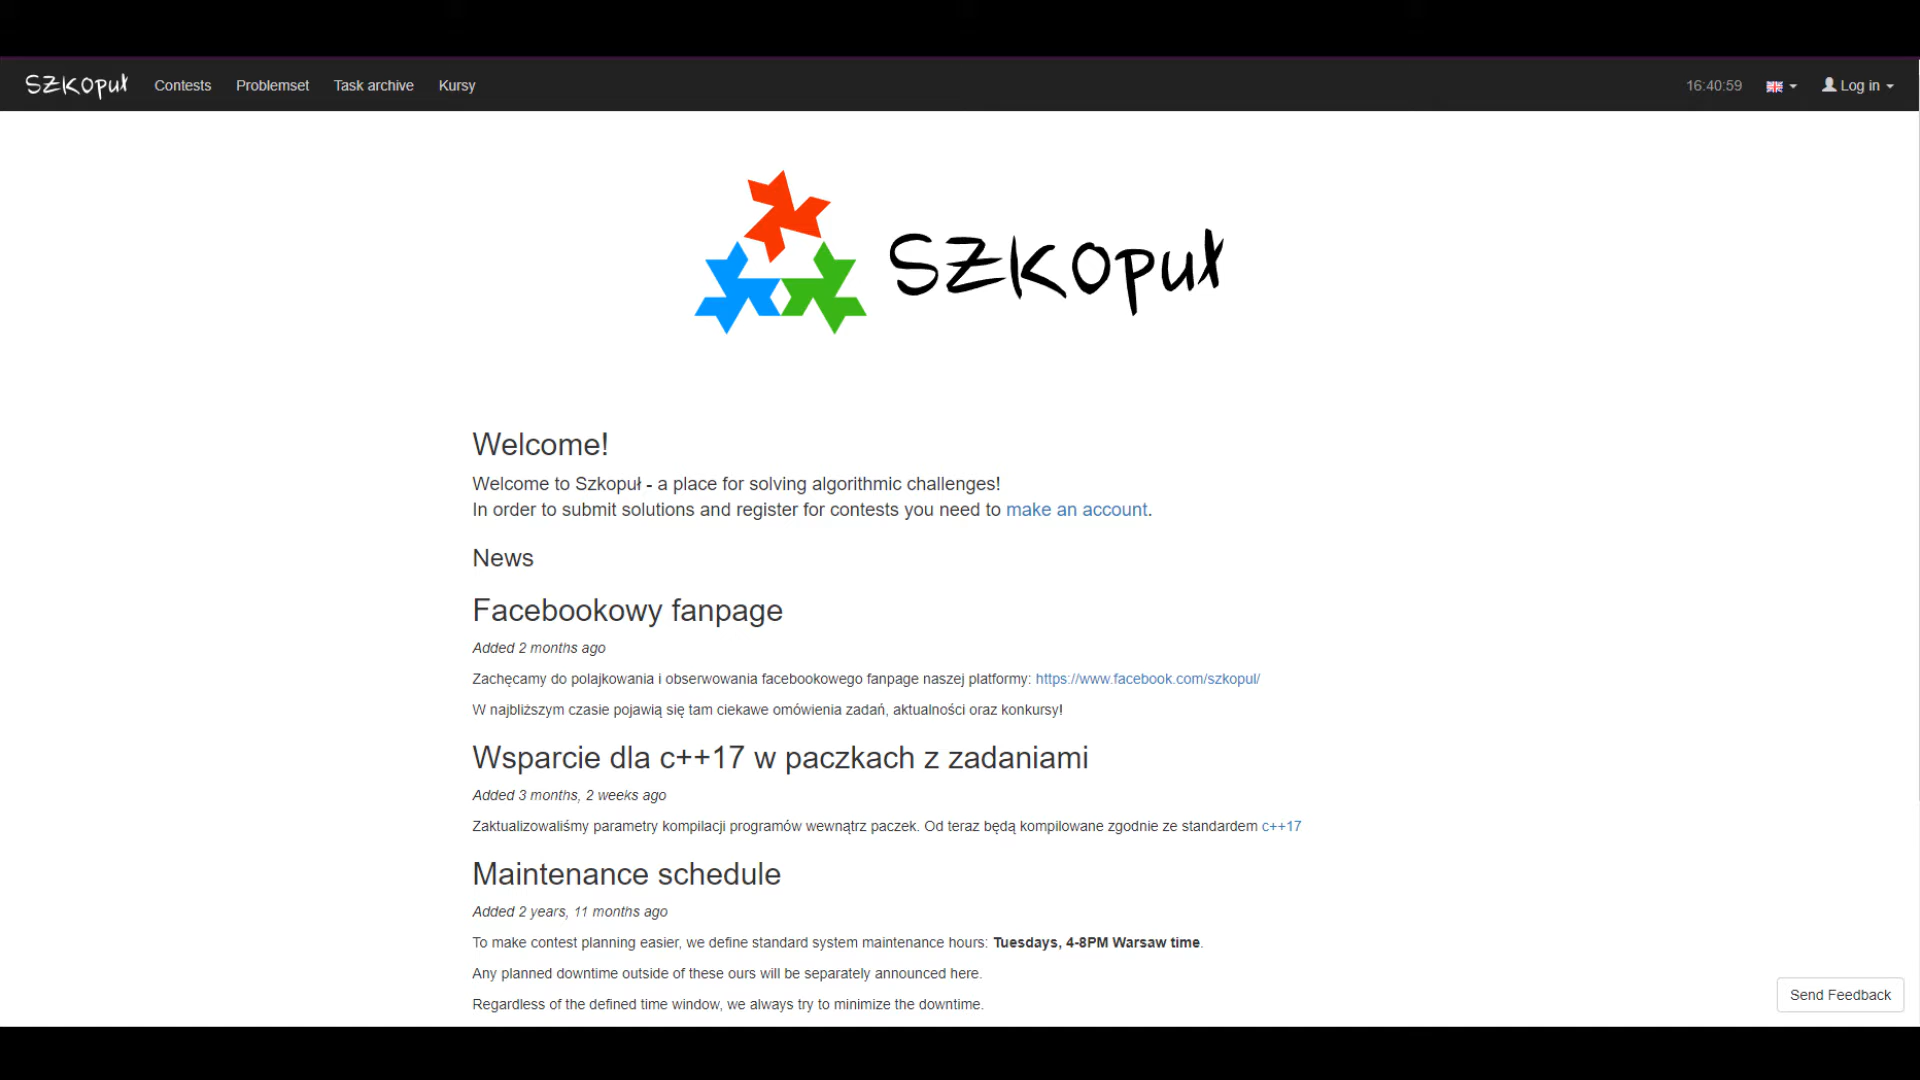 szkopuł Contests Problemset Task archive Kursy 16:40:59 Log in
szkopuł
Welcome!
Welcome to Szkopuł - a place for solving algorithmic challenges!
In order to submit solutions and register for contests you need to make an account.
News
Facebookowy fanpage
Added 2 months ago
Zachęcamy do polajkowania i obserwowania facebookowego fanpage naszej platformy: https://www.facebook.com/szkopul/
W najbliższym czasie pojawią się tam ciekawe omówienia zadań, aktualności oraz konkursy!
Wsparcie dla c++17 w paczkach z zadaniami
Added 3 months, 2 weeks ago
Zaktualizowaliśmy parametry kompilacji programów wewnątrz paczek. Od teraz będą kompilowane zgodnie ze standardem c++17
Maintenance schedule
Added 2 years, 11 months ago
To make contest planning easier, we define standard system maintenance hours: Tuesdays, 4-8PM Warsaw time.
Any planned downtime outside of these ours will be separately announced here.
Regardless of the defined time window, we always try to minimize the downtime.
Send Feedback